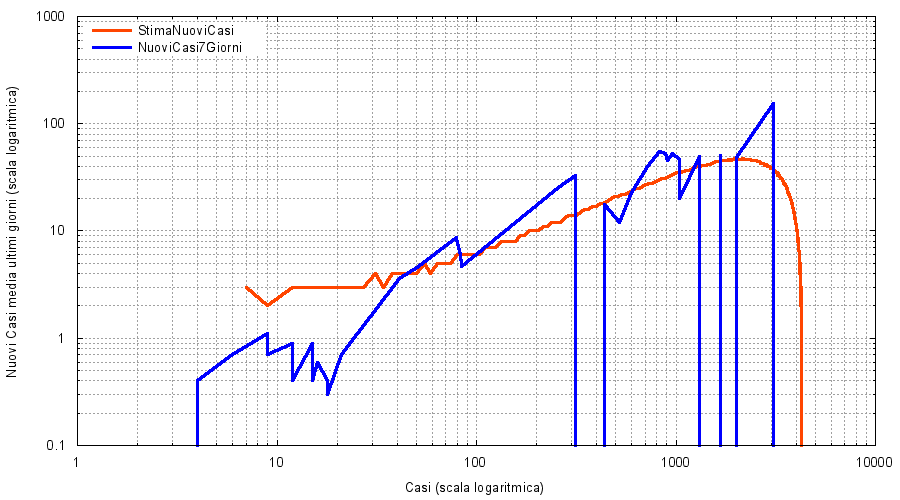 1000
StimaNuoviCasi
NuoviCasi7Giorni
100
10
1
0.1
Nuovi Casi media ultimi giorni (scala logaritmica)
1
10
100
1000
10000
Casi (scala logaritmica)